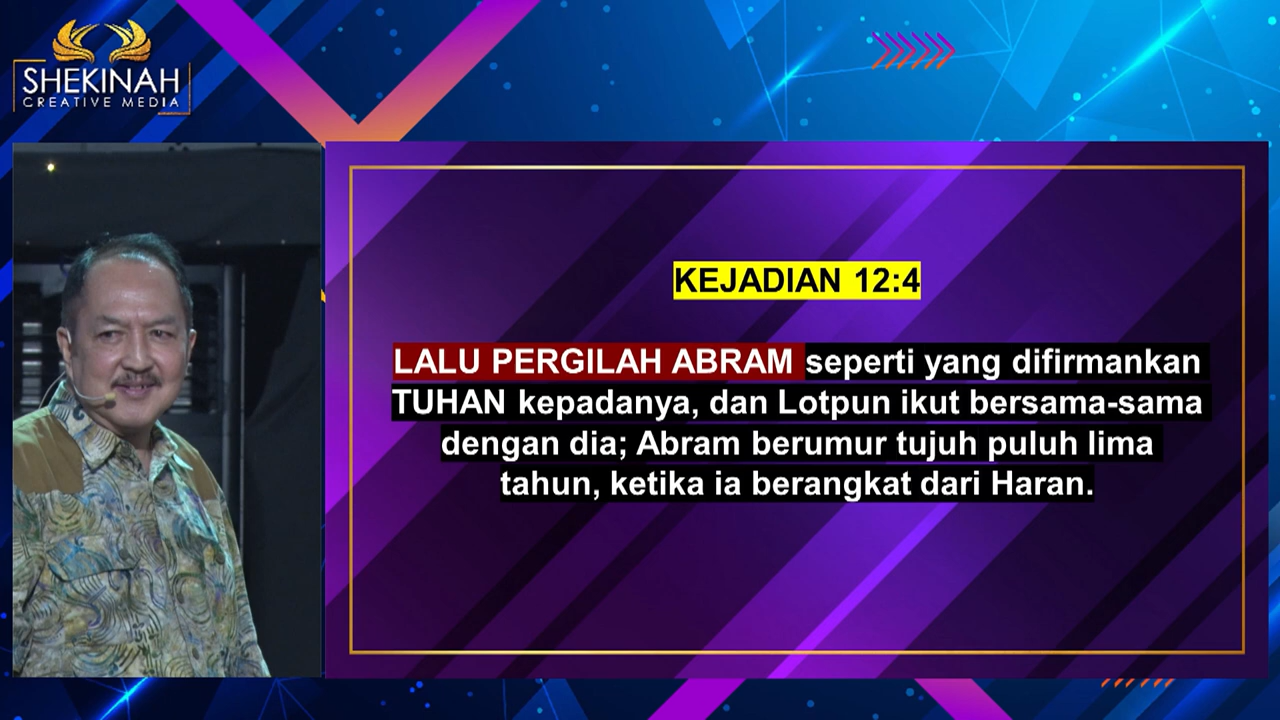 SHEKINAH
CREATIVE MEDIA
KEJADIAN 12:4
LALU PERGILAH ABRAM seperti yang difirmankan
TUHAN kepadanya, dan Lotpun ikut bersama-sama
dengan dia; Abram berumur tujuh puluh lima
tahun, ketika ia berangkat dari Haran.